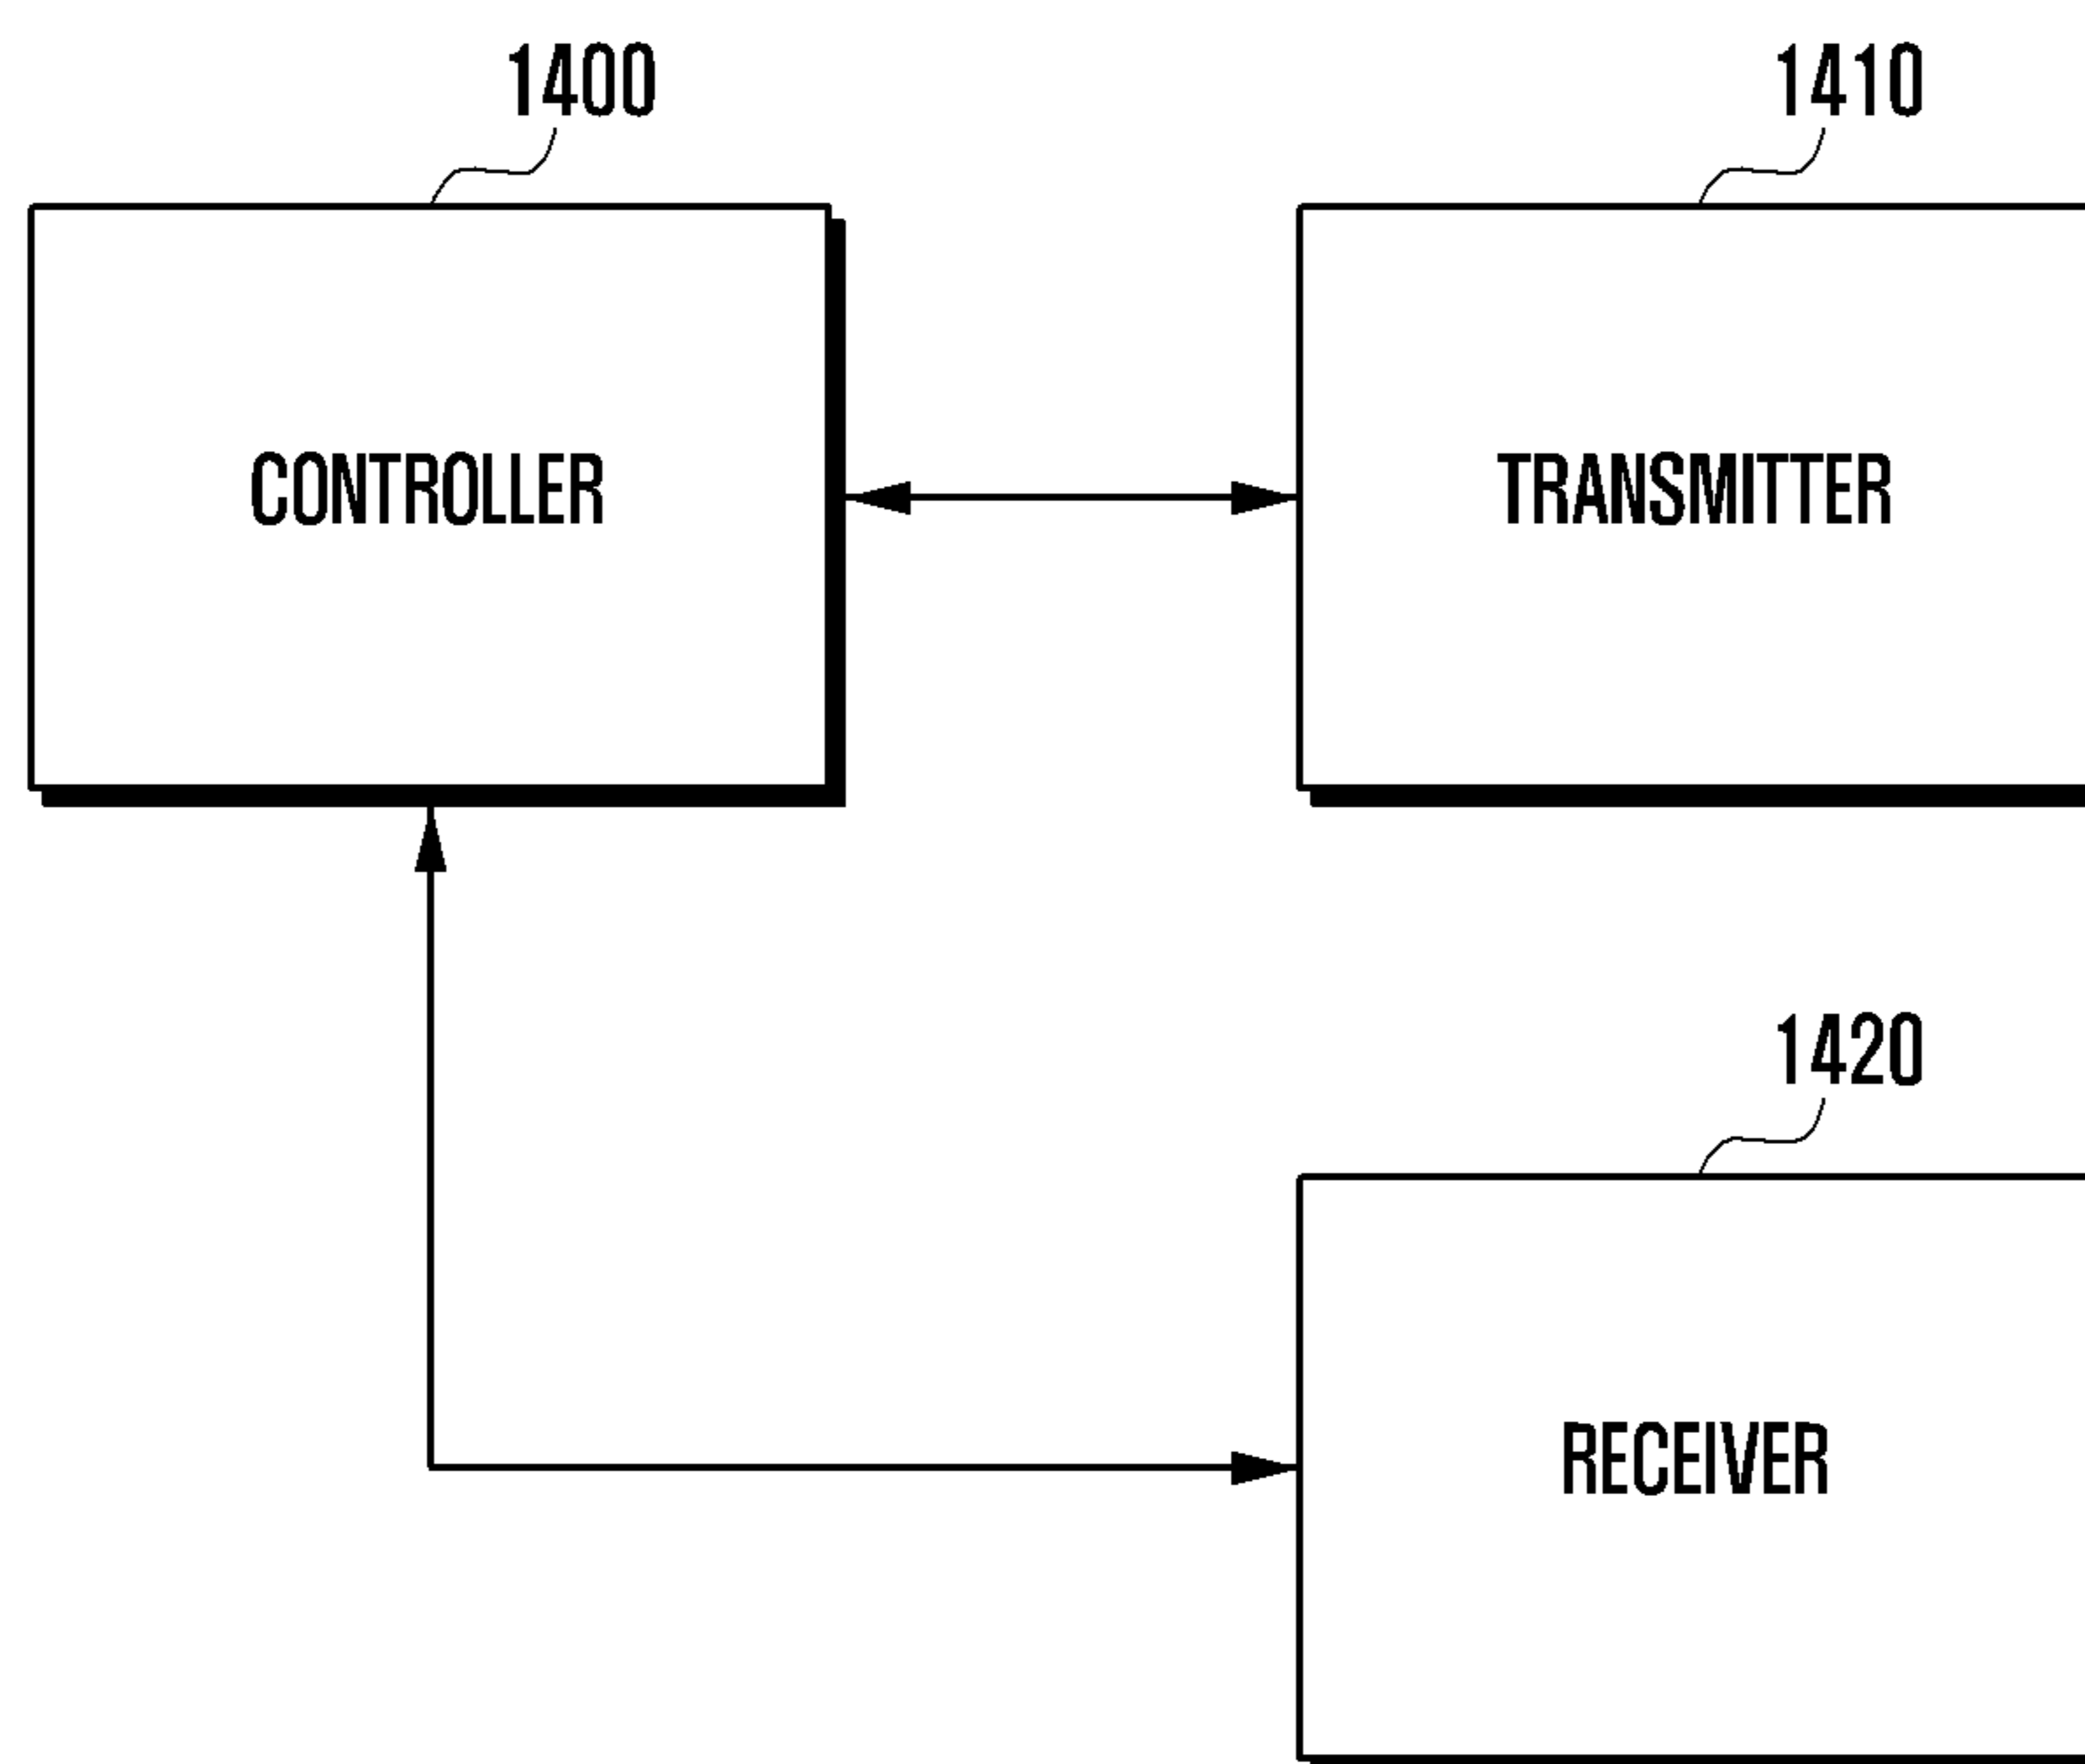 1400
1410
CONTROLLER
TRANSMITTER
1420
RECEIVER